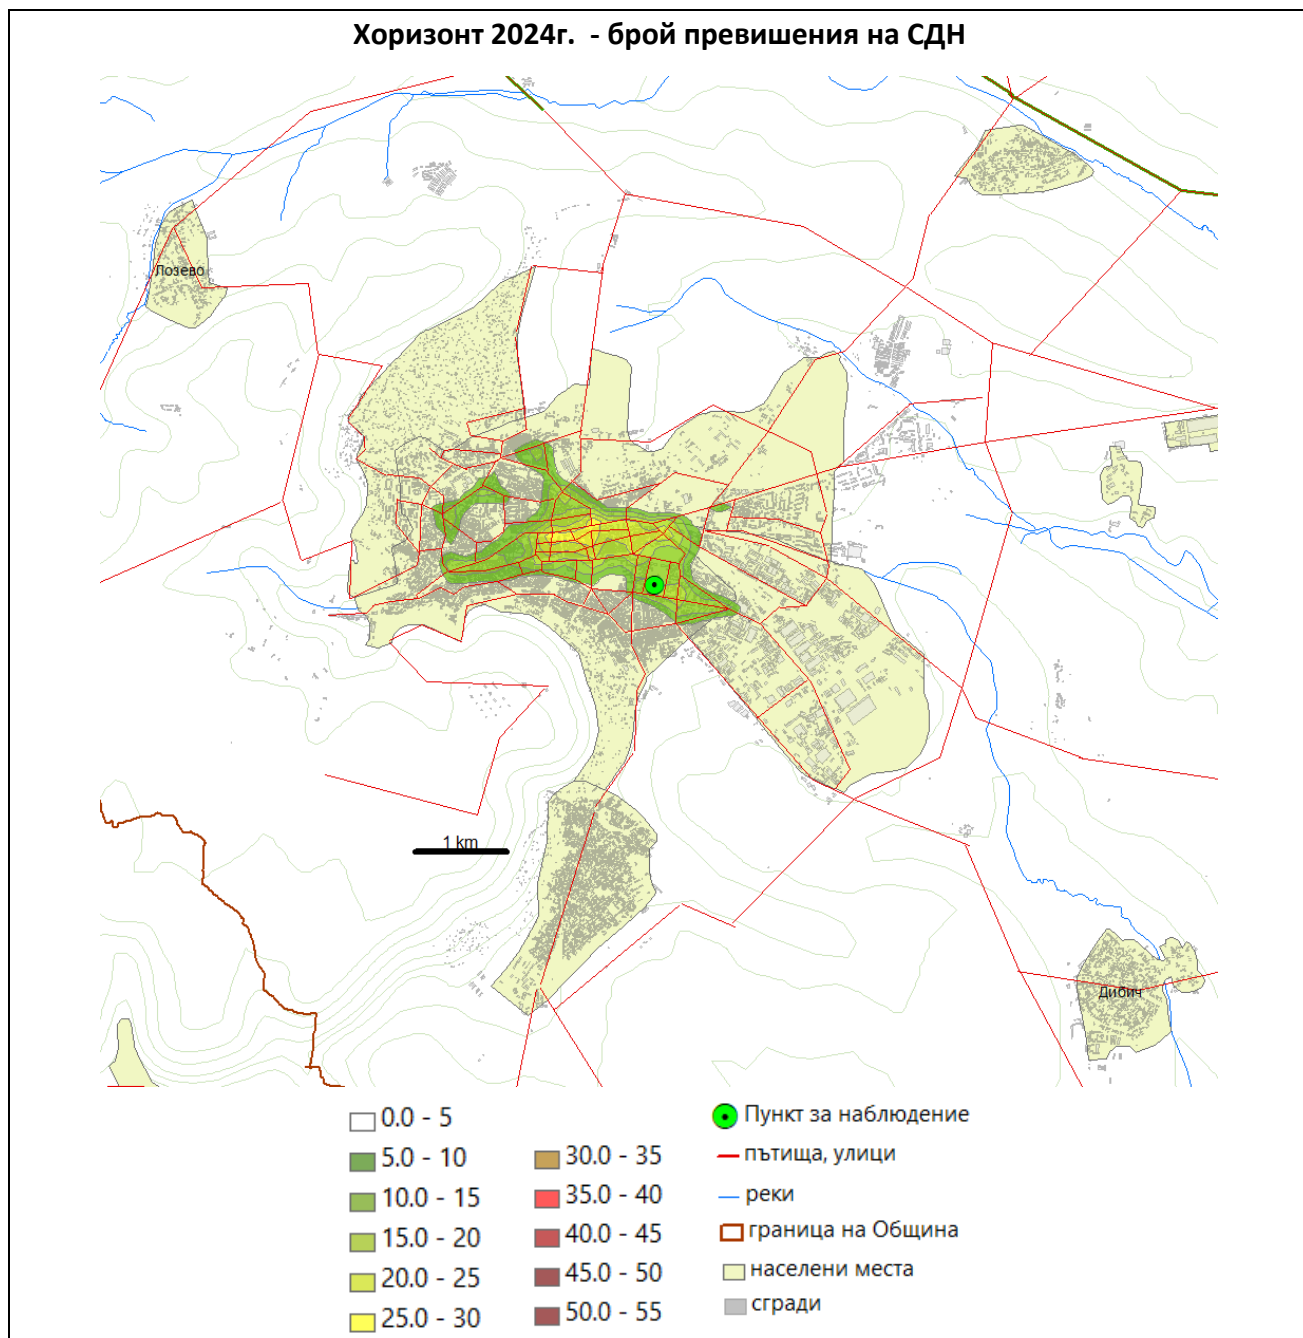 Хоризонт 2024г. - брой превишения на СДН
Лозево
1 km
Дибич
0.0 - 5
5.0 - 10
10.0 - 15
15.0 - 20
20.0 - 25
25.0 - 30
30.0 - 35
35.0 - 40
40.0 - 45
45.0 - 50
50.0 - 55
Пункт за наблюдение
пътища, улици
реки
граница на Община
населени места
сгради